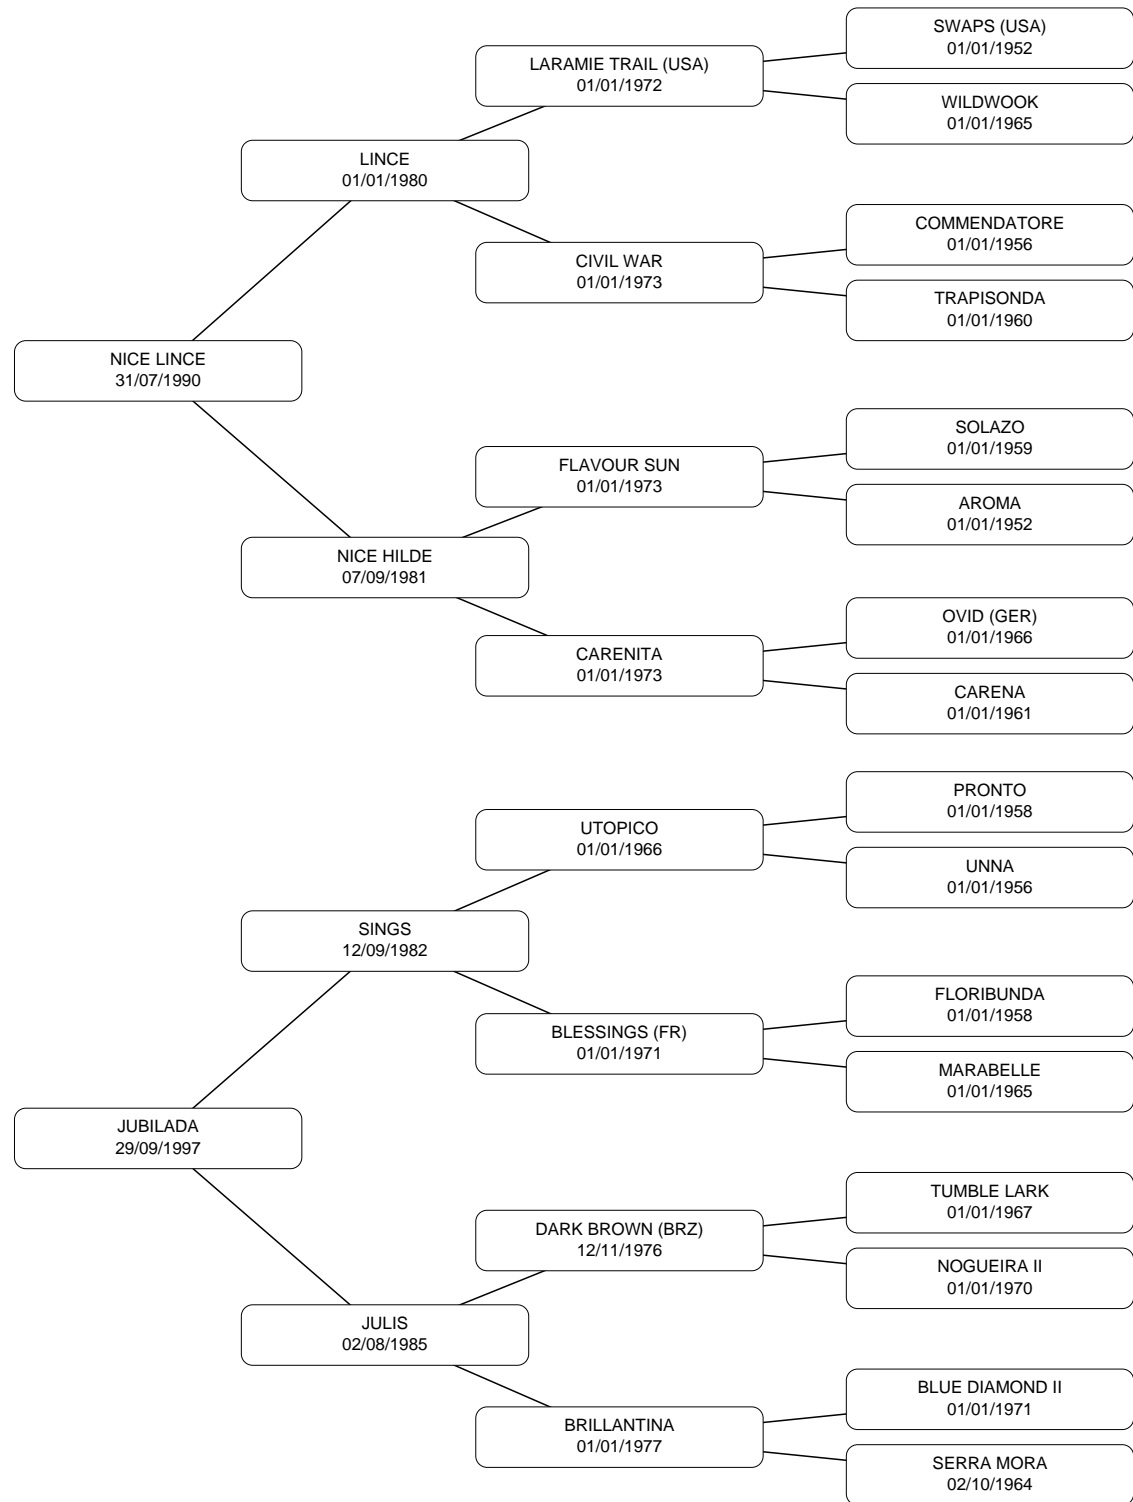 SWAPS (USA)
01/01/1952
LARAMIE TRAIL (USA)
01/01/1972
WILDWOOK
01/01/1965
LINCE
01/01/1980
COMMENDATORE
01/01/1956
CIVIL WAR
01/01/1973
TRAPISONDA
01/01/1960
NICE LINCE
31/07/1990
SOLAZO
01/01/1959
FLAVOUR SUN
01/01/1973
AROMA
01/01/1952
NICE HILDE
07/09/1981
OVID (GER)
01/01/1966
CARENITA
01/01/1973
CARENA
01/01/1961
PRONTO
01/01/1958
UTOPICO
01/01/1966
UNNA
01/01/1956
SINGS
12/09/1982
FLORIBUNDA
01/01/1958
BLESSINGS (FR)
01/01/1971
MARABELLE
01/01/1965
JUBILADA
29/09/1997
TUMBLE LARK
01/01/1967
DARK BROWN (BRZ)
12/11/1976
NOGUEIRA II
01/01/1970
JULIS
02/08/1985
BLUE DIAMOND II
01/01/1971
BRILLANTINA
01/01/1977
SERRA MORA
02/10/1964